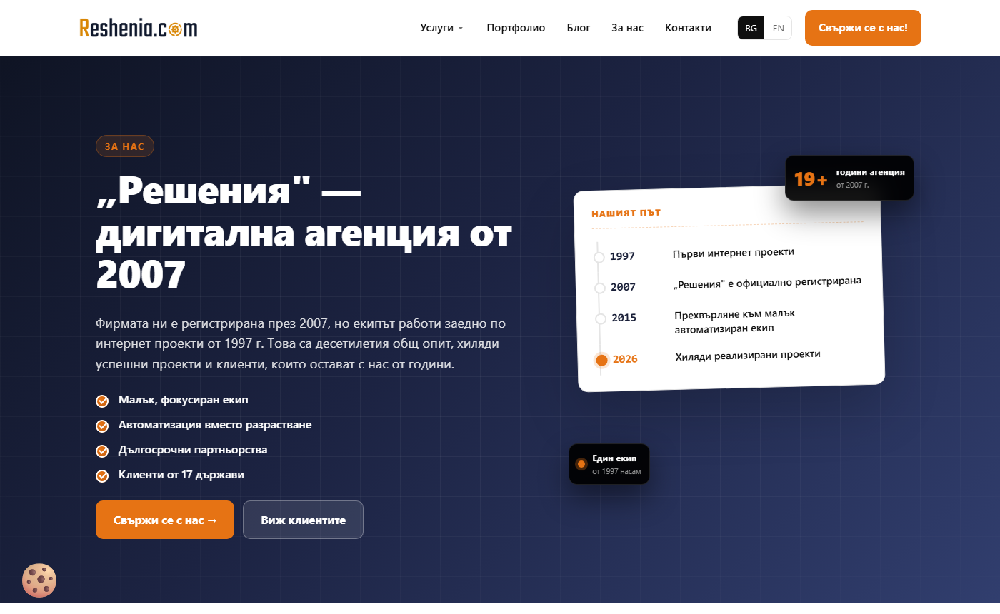 Reshenia.com
Услуги
Портфолио
Блог
За нас
Контакти
BG
EN
Свържи се с нас!
ЗА НАС
„Решения" —
дигитална агенция от
2007
Фирмата ни е регистрирана през 2007, но екипът работи заедно по
интернет проекти от 1997 г. Това са десетилетия общ опит, хиляди
успешни проекти и клиенти, които остават с нас от години.
Малък, фокусиран екип
Автоматизация вместо разрастване
Дългосрочни партньорства
Клиенти от 17 държави
Свържи се с нас →
Виж клиентите
19+
години агенция
от 2007 г.
НАШИЯТ ПЪТ
1997
Първи интернет проекти
2007
„Решения" е официално регистрирана
2015
Прехвърляне към малък
автоматизиран екип
2026
Хиляди реализирани проекти
Един екип
от 1997 насам